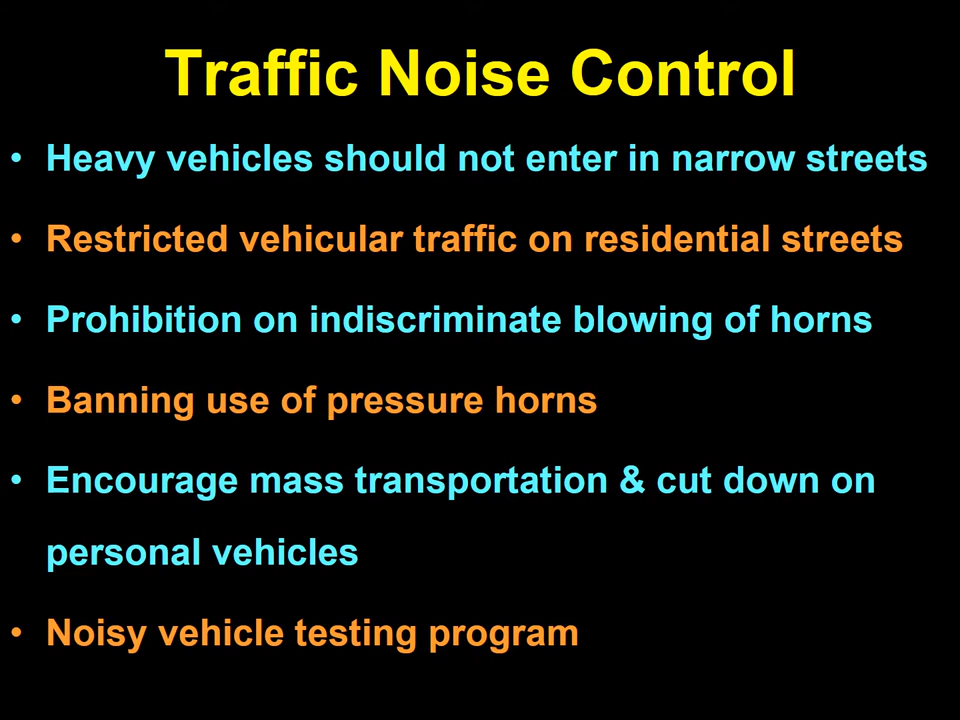 Traffic Noise Control
• Heavy vehicles should not enter in narrow streets
• Restricted vehicular traffic on residential streets
• Prohibition on indiscriminate blowing of horns
• Banning use of pressure horns
• Encourage mass transportation & cut down on
personal vehicles
• Noisy vehicle testing program